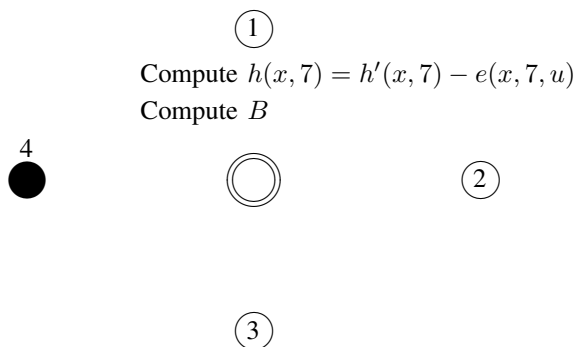 1
Compute h(x, 7) = h′(x, 7) − e(x, 7, u)
Compute B
4
2
3